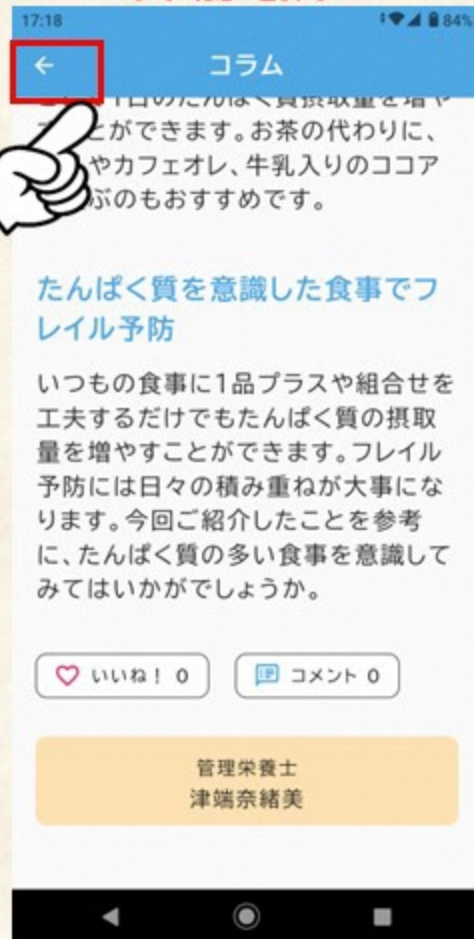 17:18
84%
コラム
とができます。お茶の代わりに、
やカフェオレ、牛乳入りのココア
ぶのもおすすめです。
たんぱく質を意識した食事でフ
レイル予防
いつもの食事に1品プラスや組合せを
工夫するだけでもたんぱく質の摂取
量を増やすことができます。フレイル
予防には日々の積み重ねが大事にな
ります。今回ご紹介したことを参考
に、たんぱく質の多い食事を意識して
みてはいかがでしょうか。
いいね! 0
コメント 0
管理栄養士
津端奈緒美